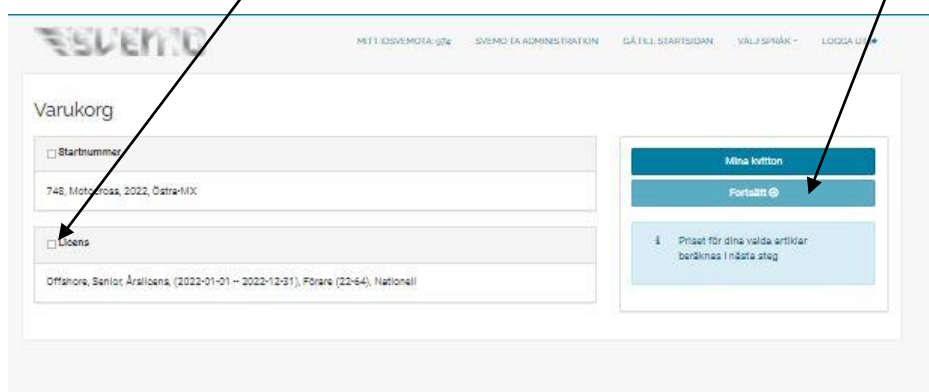 SVEMO
MITT IDSVEMOTA: 974 SVEMO TA ADMINISTRATION GÅ TILL STARTSIDAN VÄLJ SPRÅK LOGGA UT
Varukorg
Startnummer
748, Motocross, 2022, Östra-MX
Licens
Offshore, Senior, Årslicens, (2022-01-01 -- 2022-12-31), Förare (22-64), Nationell
Mina kvitton
Fortsätt
i Priset för dina valda artiklar
beräknas i nästa steg